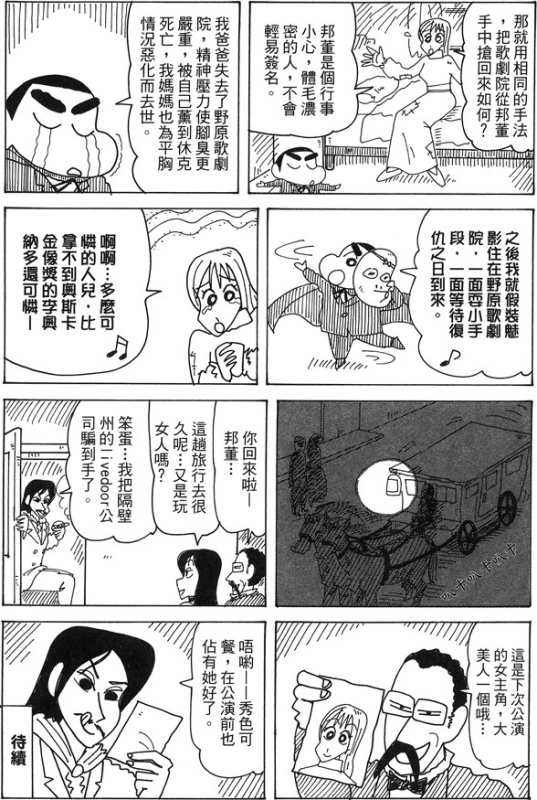 那就用相同的手法
，把歌劇院從邦董
手中搶回來如何？
邦董是個行事
小心，體毛濃
密的人，不會
輕易簽名。
我爸爸失去了野原歌劇
院，精神壓力使腳臭更
嚴重，被自己薰到休克
死亡，我媽媽也為平胸
情況惡化而去世。
之後我就假裝魅
影住在野原歌劇
院，一面耍小手
段，一面等待復
仇之日到來。
啊啊…多麼可
憐的人兒，比
拿不到奧斯卡
金像獎的李奧
納多還可憐ー
叭卡叭卡叭卡
你回來啦ー
邦董…
這趟旅行去很
久呢…又是玩
女人嗎？
笨蛋…我把隔壁
州的livedoor公
司騙到手了。
這是下次公演
的女主角，大
美人一個哦…
唔喲——秀色可
餐，在公演前也
佔有她好了。
待續